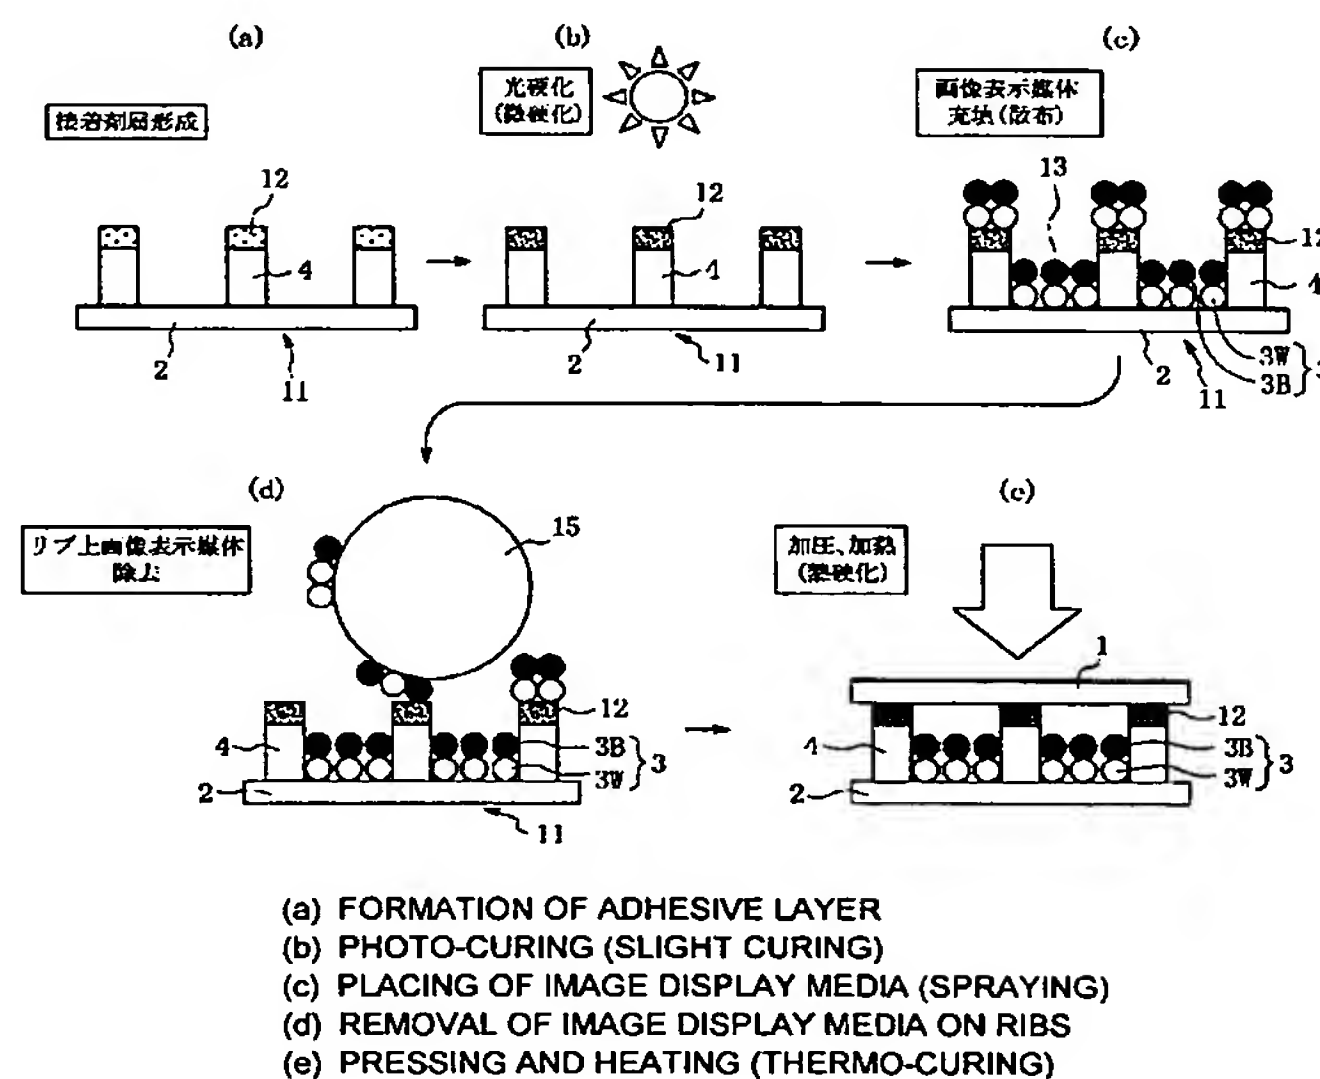 (a)
接着剤層形成
12
4
2
11
(b)
光硬化
(微硬化)
12
4
2
11
(c)
画像表示媒体
充填(散布)
13
12
4
3W
3B
3
2
11
(d)
リブ上画像表示媒体
除去
15
12
4
3B
3W
3
2
11
(e)
加圧、加熱
(熱硬化)
1
12
4
3B
3W
3
2
(a) FORMATION OF ADHESIVE LAYER
(b) PHOTO-CURING (SLIGHT CURING)
(c) PLACING OF IMAGE DISPLAY MEDIA (SPRAYING)
(d) REMOVAL OF IMAGE DISPLAY MEDIA ON RIBS
(e) PRESSING AND HEATING (THERMO-CURING)